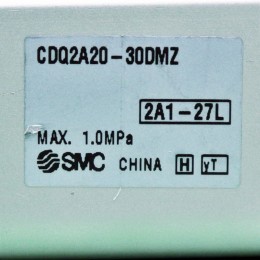 CDQ2A20-30DMZ
2A1-27L
MAX. 1.0MPa
SMC CHINA H yT